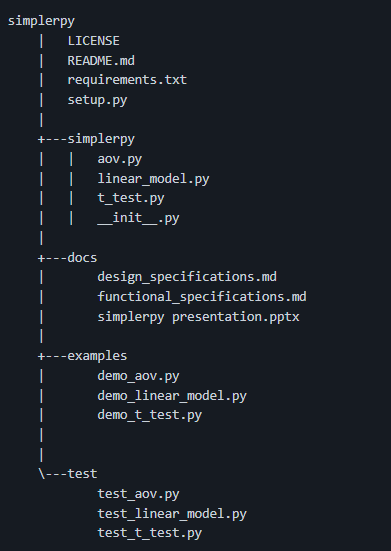 simplerpy
    |   LICENSE
    |   README.md
    |   requirements.txt
    |   setup.py
    |
    +---simplerpy
    |   |   aov.py
    |   |   linear_model.py
    |   |   t_test.py
    |   |   __init__.py
    |
    +---docs
    |       design_specifications.md
    |       functional_specifications.md
    |       simplerpy presentation.pptx
    |
    +---examples
    |       demo_aov.py
    |       demo_linear_model.py
    |       demo_t_test.py
    |
    |
    \---test
            test_aov.py
            test_linear_model.py
            test_t_test.py